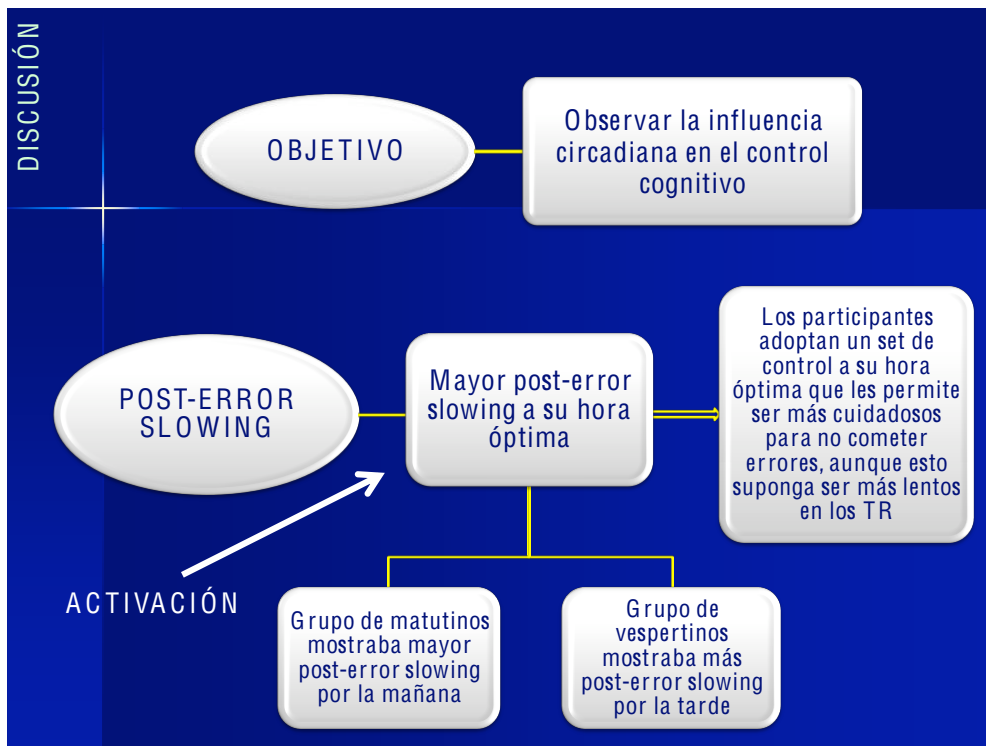 DISCUSIÓN
OBJETIVO
Observar la influencia
circadiana en el control
cognitivo
POST-ERROR
SLOWING
Mayor post-error
slowing a su hora
óptima
Los participantes
adoptan un set de
control a su hora
óptima que les permite
ser más cuidadosos
para no cometer
errores, aunque esto
suponga ser más lentos
en los TR
ACTIVACIÓN
Grupo de matutinos
mostraba mayor
post-error slowing
por la mañana
Grupo de
vespertinos
mostraba más
post-error slowing
por la tarde